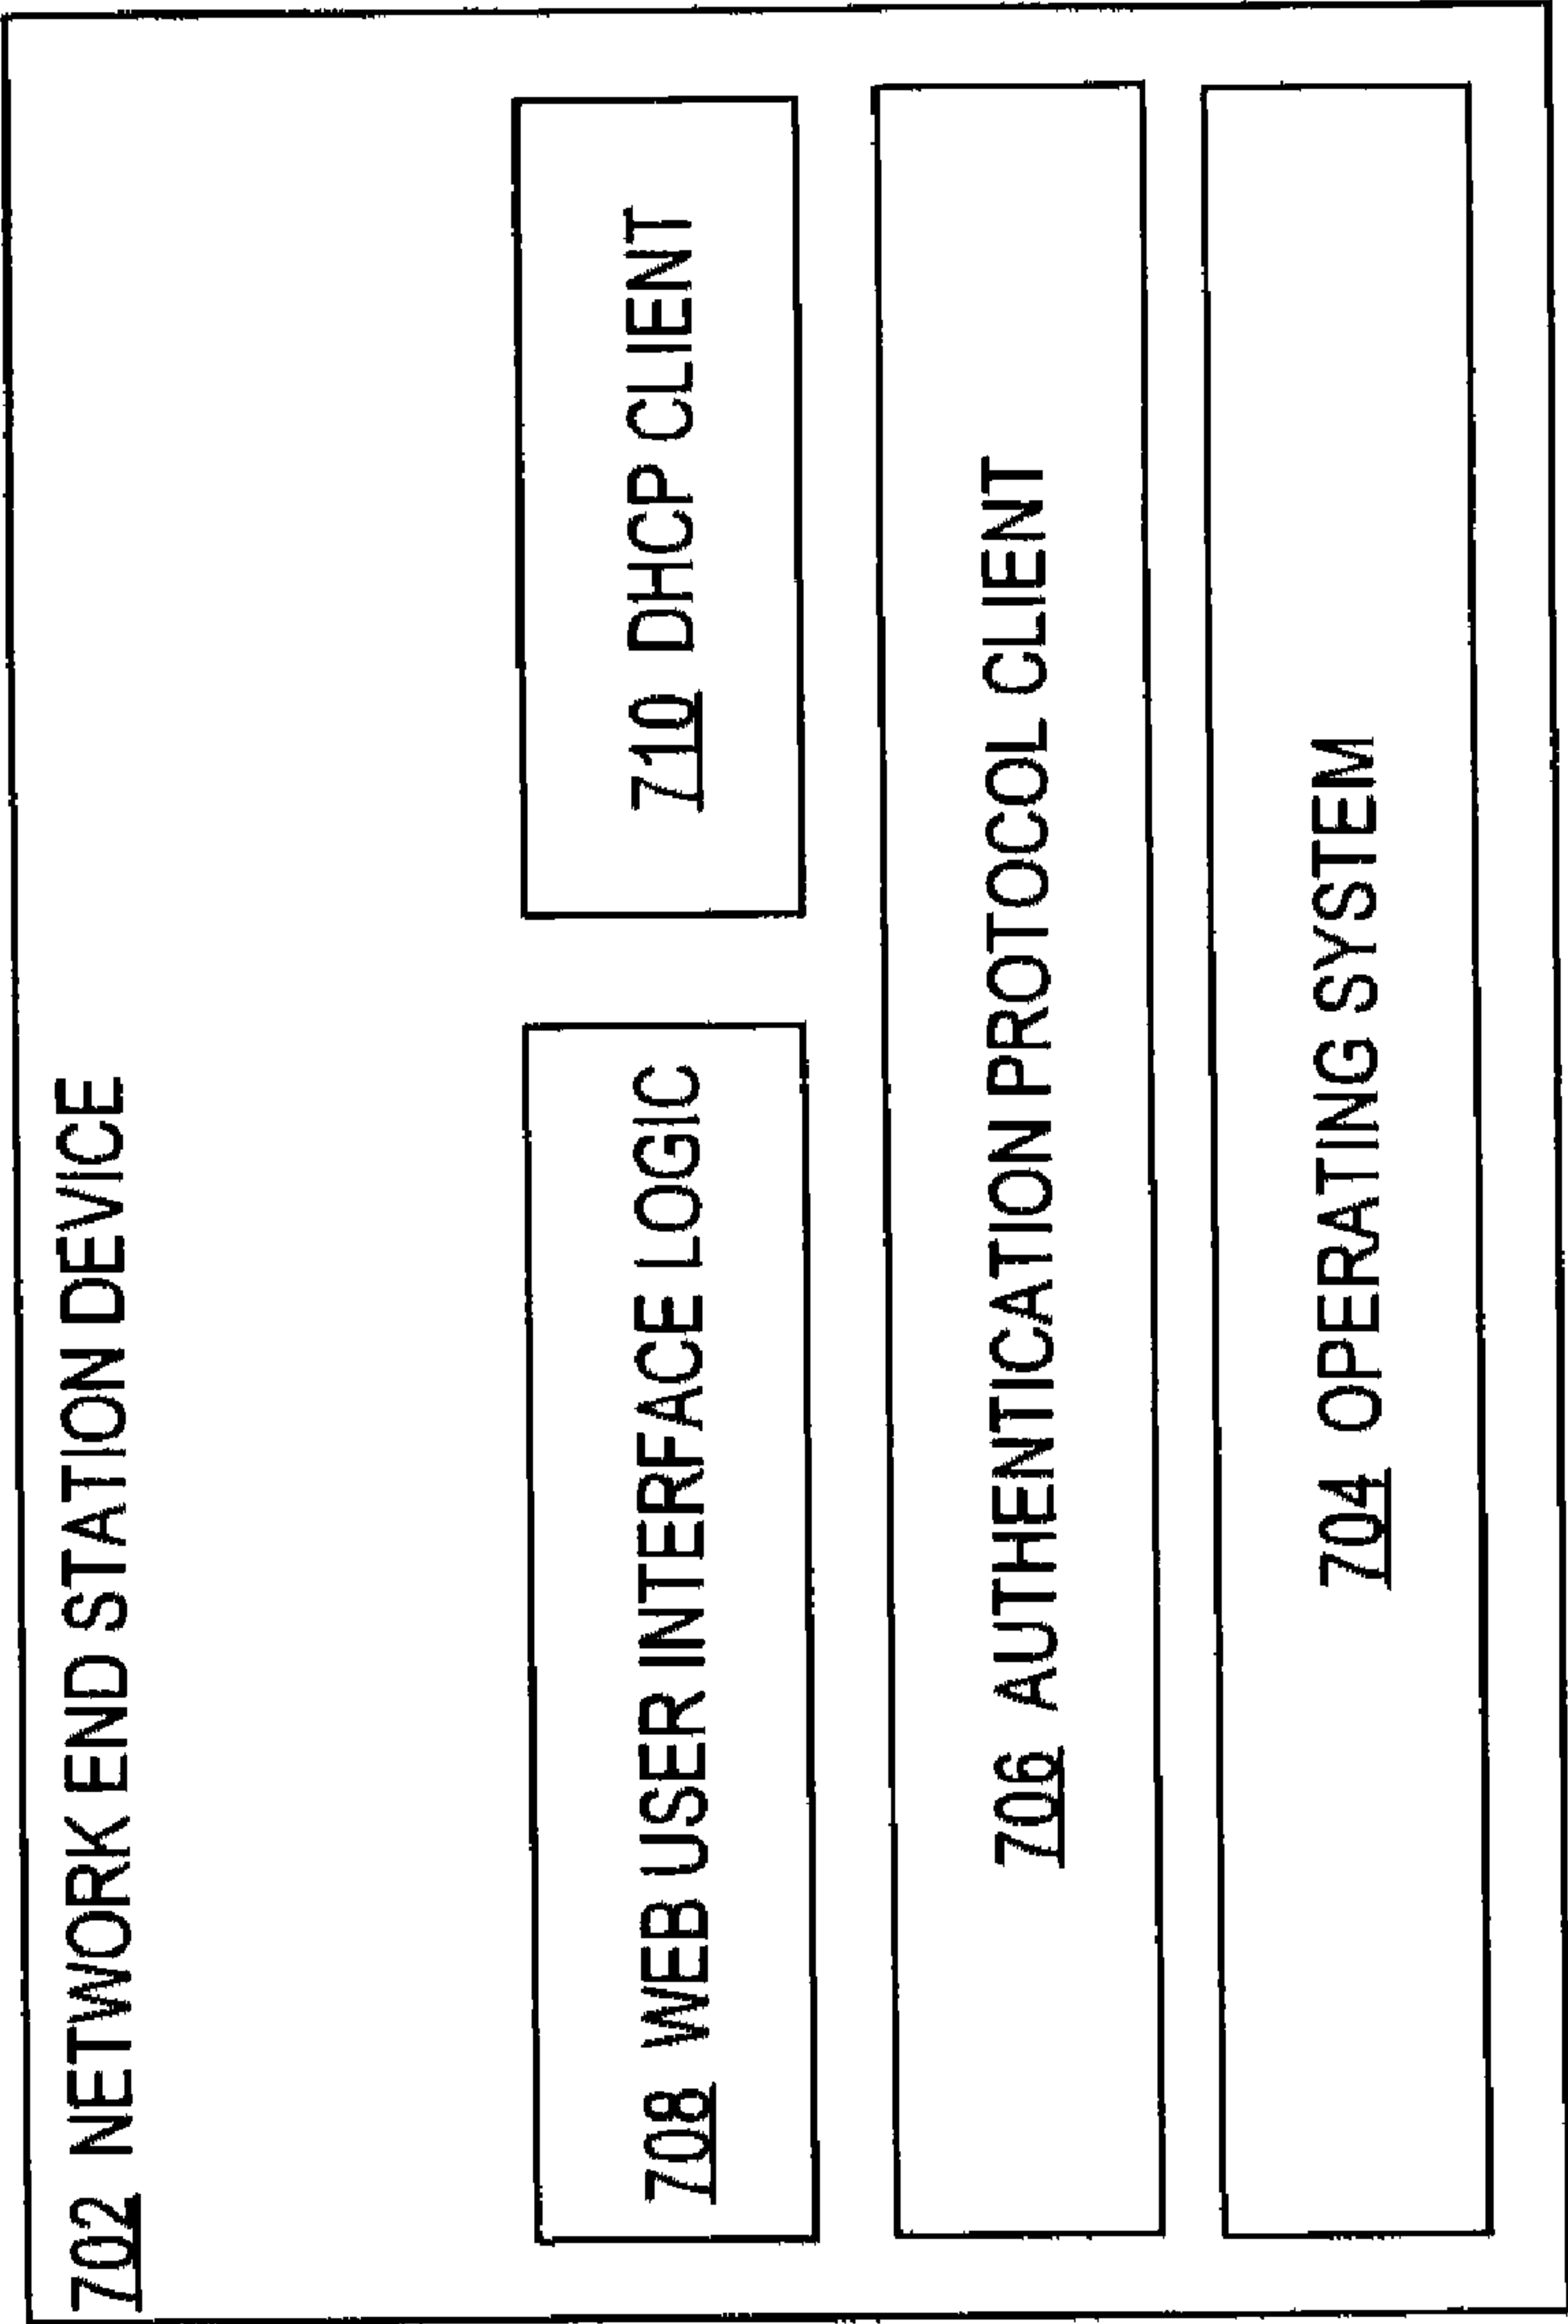 702 NETWORK END STATION DEVICE
708 WEB USER INTERFACE LOGIC
710 DHCP CLIENT
706 AUTHENTICATION PROTOCOL CLIENT
704 OPERATING SYSTEM